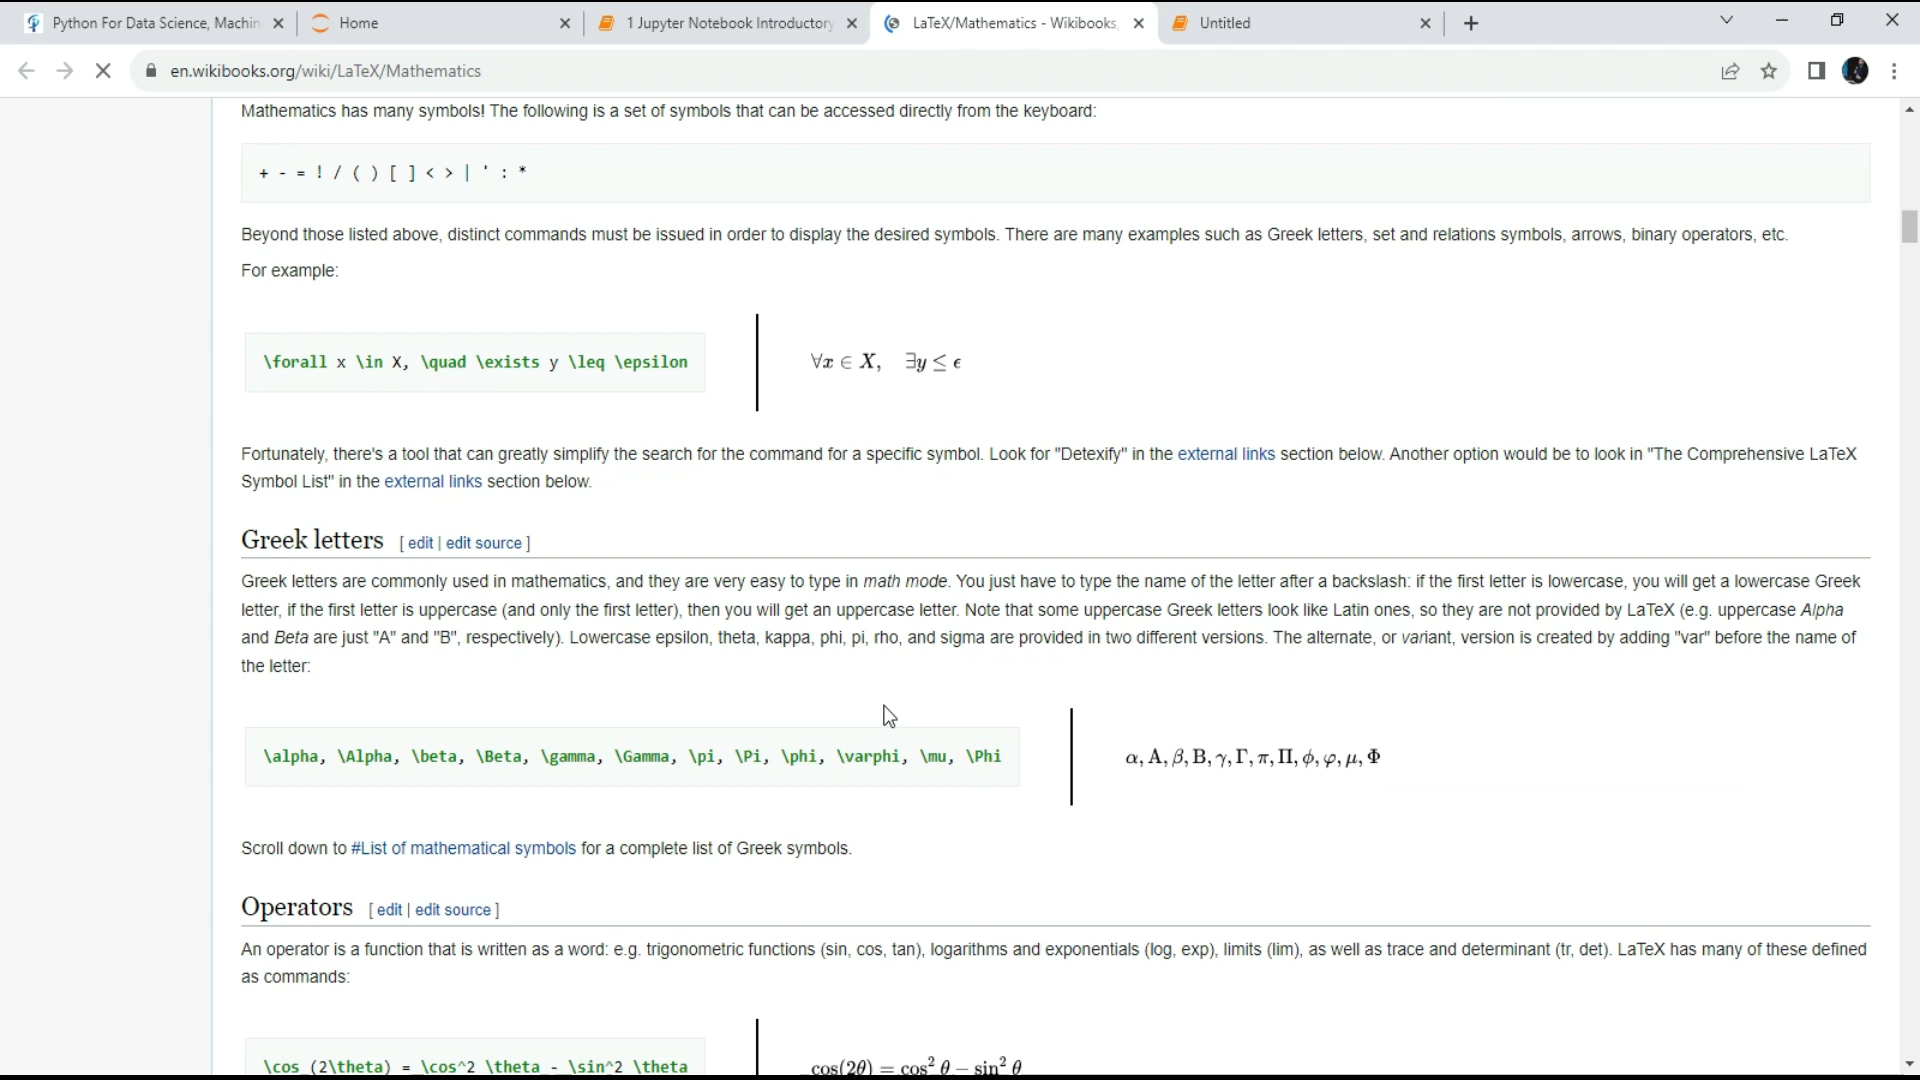 Python For Data Science, Machin
Home
1 Jupyter Notebook Introductory
LaTeX/Mathematics - Wikibooks,
Untitled
en.wikibooks.org/wiki/LaTeX/Mathematics
Mathematics has many symbols! The following is a set of symbols that can be accessed directly from the keyboard:
+ - = ! / ( ) [ ] < > | ' : *
Beyond those listed above, distinct commands must be issued in order to display the desired symbols. There are many examples such as Greek letters, set and relations symbols, arrows, binary operators, etc.
For example:
\forall x \in X, \quad \exists y \leq \epsilon
∀x ∈ X, ∃y ≤ ϵ
Fortunately, there's a tool that can greatly simplify the search for the command for a specific symbol. Look for "Detexify" in the external links section below. Another option would be to look in "The Comprehensive LaTeX
Symbol List" in the external links section below.
Greek letters [ edit | edit source ]
Greek letters are commonly used in mathematics, and they are very easy to type in math mode. You just have to type the name of the letter after a backslash: if the first letter is lowercase, you will get a lowercase Greek
letter, if the first letter is uppercase (and only the first letter), then you will get an uppercase letter. Note that some uppercase Greek letters look like Latin ones, so they are not provided by LaTeX (e.g. uppercase Alpha
and Beta are just "A" and "B", respectively). Lowercase epsilon, theta, kappa, phi, pi, rho, and sigma are provided in two different versions. The alternate, or variant, version is created by adding "var" before the name of
the letter:
\alpha, \Alpha, \beta, \Beta, \gamma, \Gamma, \pi, \Pi, \phi, \varphi, \mu, \Phi
α, Α, β, Β, γ, Γ, π, Π, ϕ, φ, μ, Φ
Scroll down to #List of mathematical symbols for a complete list of Greek symbols.
Operators [ edit | edit source ]
An operator is a function that is written as a word: e.g. trigonometric functions (sin, cos, tan), logarithms and exponentials (log, exp), limits (lim), as well as trace and determinant (tr, det). LaTeX has many of these defined
as commands:
\cos (2\theta) = \cos^2 \theta - \sin^2 \theta
cos(2θ) = cos² θ − sin² θ